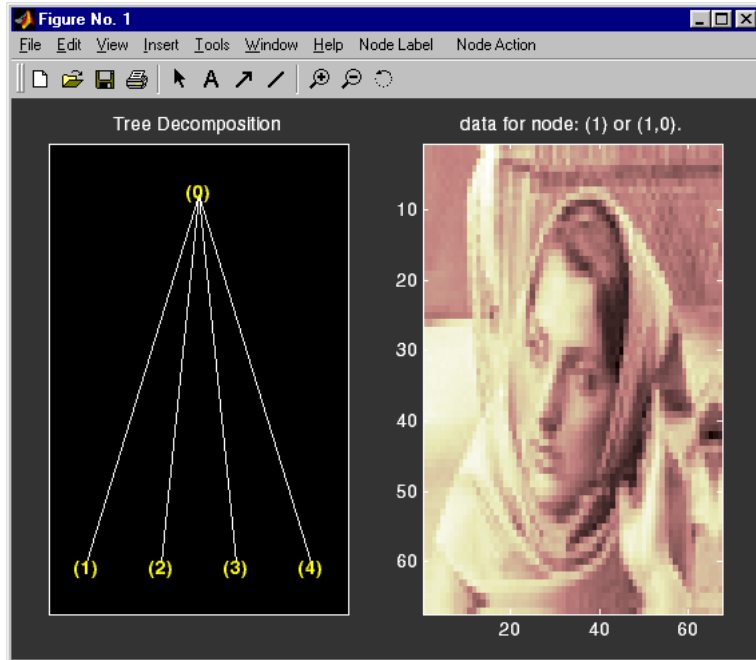 Figure No. 1
File Edit View Insert Tools Window Help Node Label Node Action
A
Tree Decomposition
(0)
(1) (2) (3) (4)
data for node: (1) or (1,0).
10
20
30
40
50
60
20 40 60